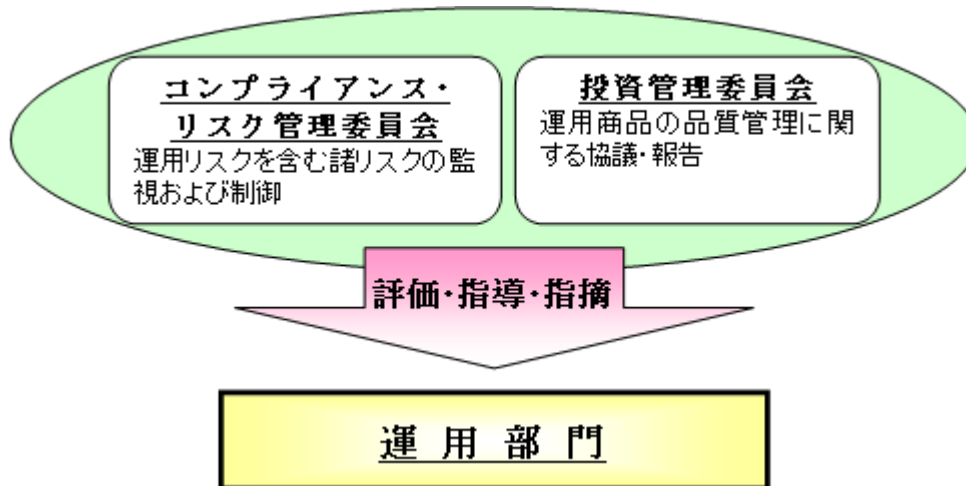 コンプライアンス・
リスク管理委員会
運用リスクを含む諸リスクの監
視および制御
投資管理委員会
運用商品の品質管理に関
する協議・報告
評価・指導・指摘
運用部門